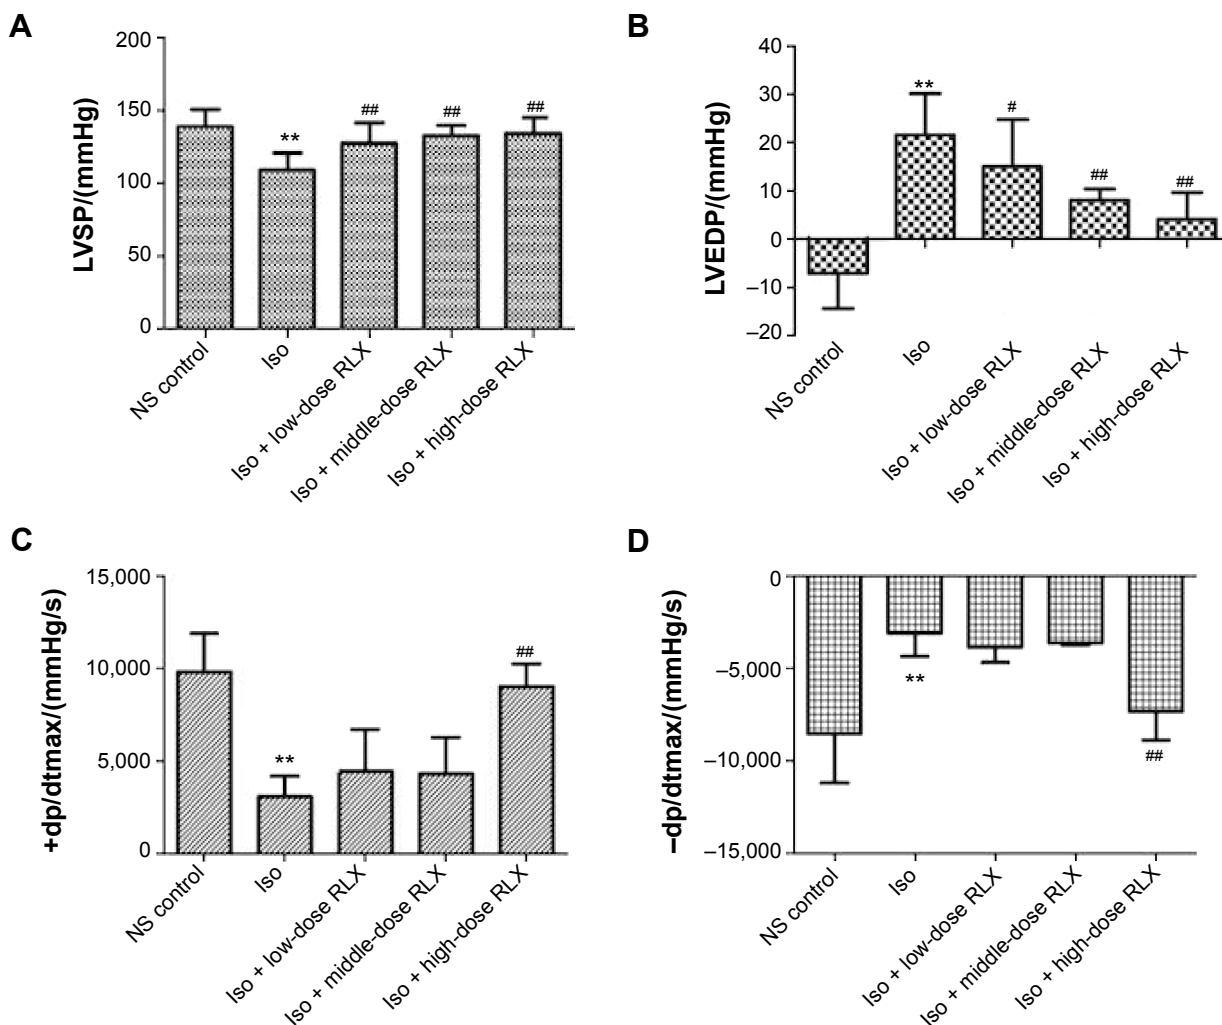 A
LVSP/(mmHg)
200
150
100
50
0
**
##
##
##
NS control
Iso
Iso + low-dose RLX
Iso + middle-dose RLX
Iso + high-dose RLX
B
LVEDP/(mmHg)
40
30
20
10
0
–10
–20
**
#
##
##
NS control
Iso
Iso + low-dose RLX
Iso + middle-dose RLX
Iso + high-dose RLX
C
+dp/dtmax/(mmHg/s)
15,000
10,000
5,000
0
**
##
NS control
Iso
Iso + low-dose RLX
Iso + middle-dose RLX
Iso + high-dose RLX
D
–dp/dtmax/(mmHg/s)
0
–5,000
–10,000
–15,000
**
##
NS control
Iso
Iso + low-dose RLX
Iso + middle-dose RLX
Iso + high-dose RLX